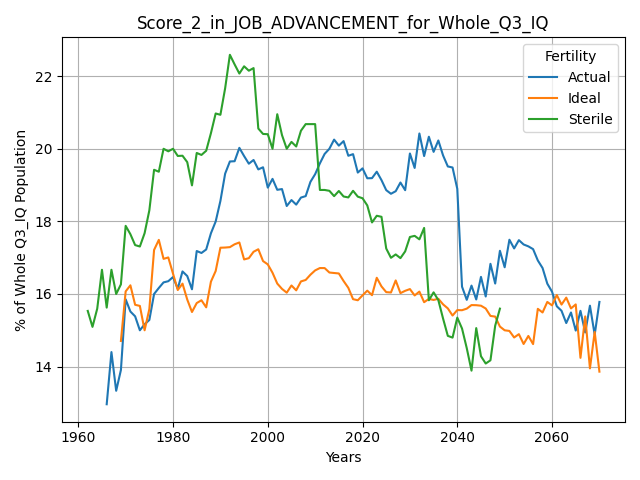 Score_2_in_JOB_ADVANCEMENT_for_Whole_Q3_IQ
% of Whole Q3_IQ Population
22
20
18
16
14
1960 1980 2000 2020 2040 2060
Years
Fertility
Actual
Ideal
Sterile